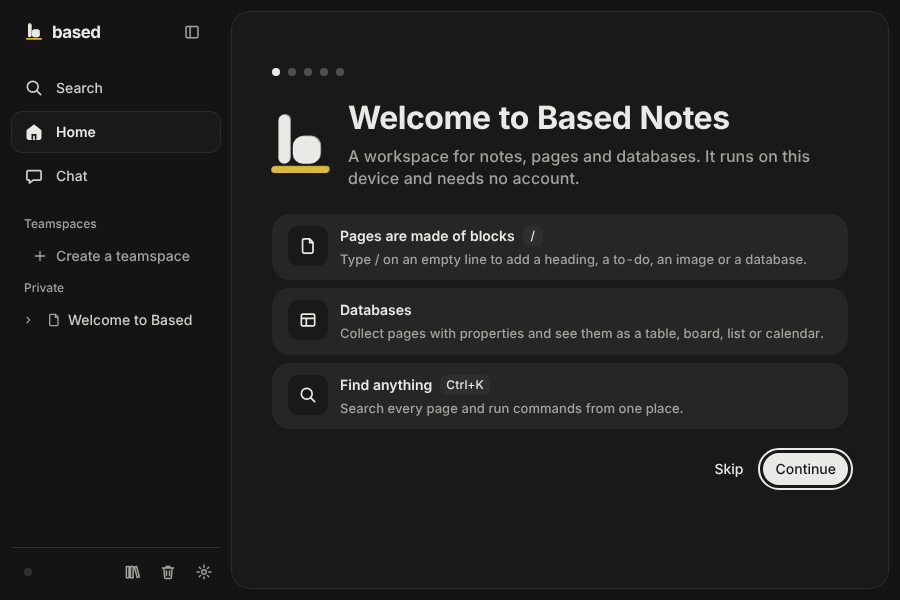 based
Search
Home
Chat
Teamspaces
Create a teamspace
Private
Welcome to Based
Welcome to Based Notes
A workspace for notes, pages and databases. It runs on this
device and needs no account.
Pages are made of blocks /
Type / on an empty line to add a heading, a to-do, an image or a database.
Databases
Collect pages with properties and see them as a table, board, list or calendar.
Find anything Ctrl+K
Search every page and run commands from one place.
Skip
Continue